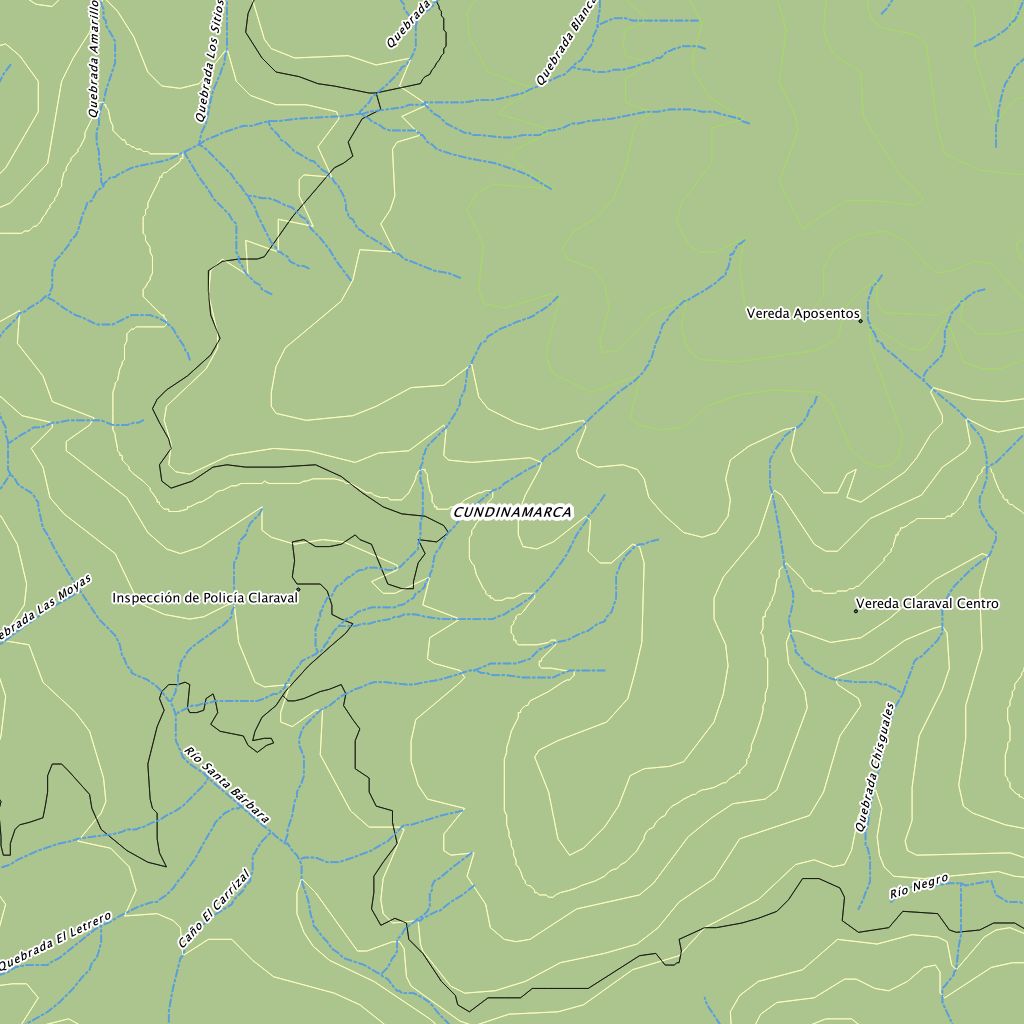 Quebrada Amarillo
Quebrada Los Sitios
Quebrada
Quebrada Blanca
Vereda Aposentos
CUNDINAMARCA
Quebrada Las Moyas
Inspección de Policía Claraval
Vereda Claraval Centro
Río Santa Bárbara
Quebrada Chisguales
Caño El Carrizal
Río Negro
Quebrada El Letrero